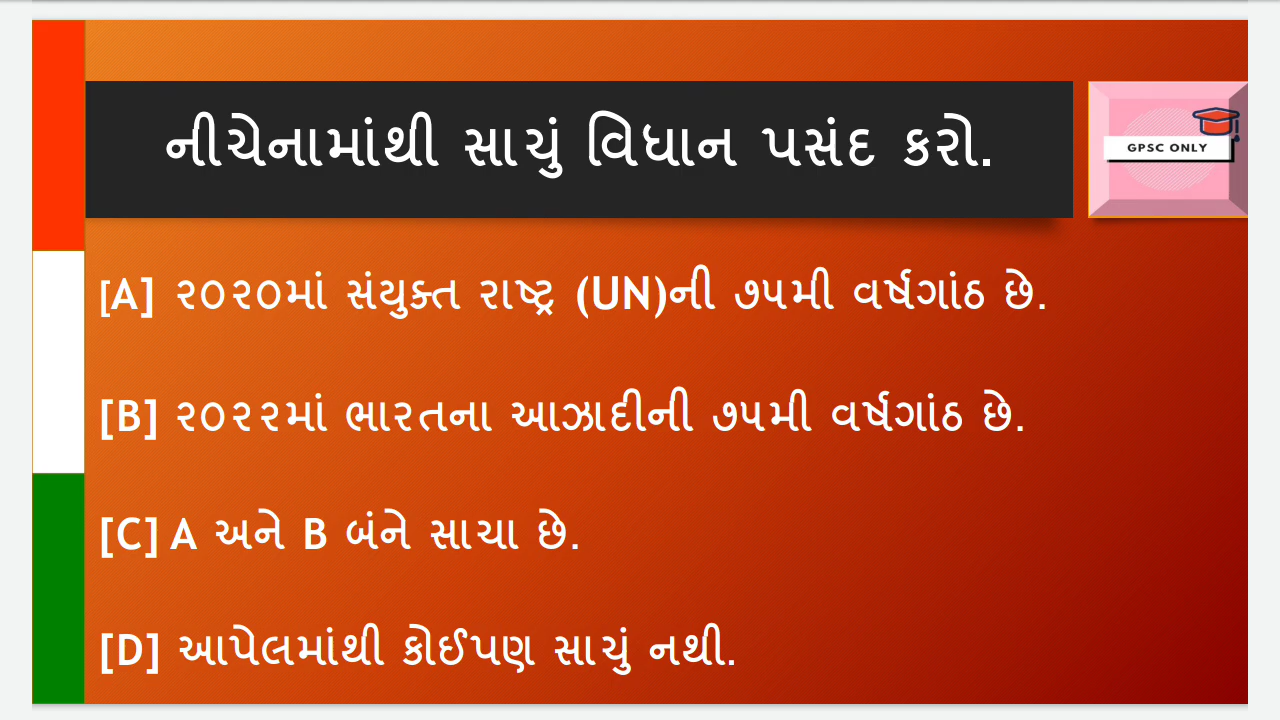 નીચેનામાંથી સાચું વિધાન પસંદ કરો.
GPSC ONLY
[A] ૨૦૨૦માં સંયુક્ત રાષ્ટ્ર (UN)ની ૭૫મી વર્ષગાંઠ છે.
[B] ૨૦૨૨માં ભારતના આઝાદીની ૭૫મી વર્ષગાંઠ છે.
[C] A અને B બંને સાચા છે.
[D] આપેલમાંથી કોઈપણ સાચું નથી.